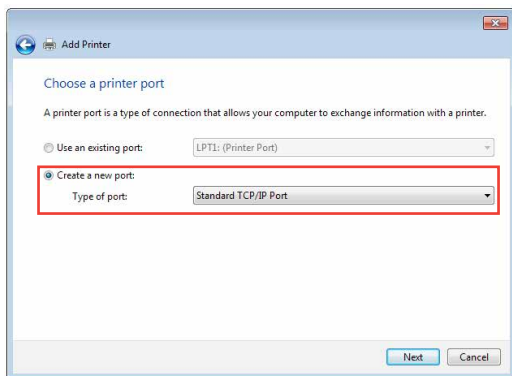 Add Printer
Choose a printer port
A printer port is a type of connection that allows your computer to exchange information with a printer.
Use an existing port: LPT1: (Printer Port)
Create a new port:
Type of port: Standard TCP/IP Port
Next Cancel